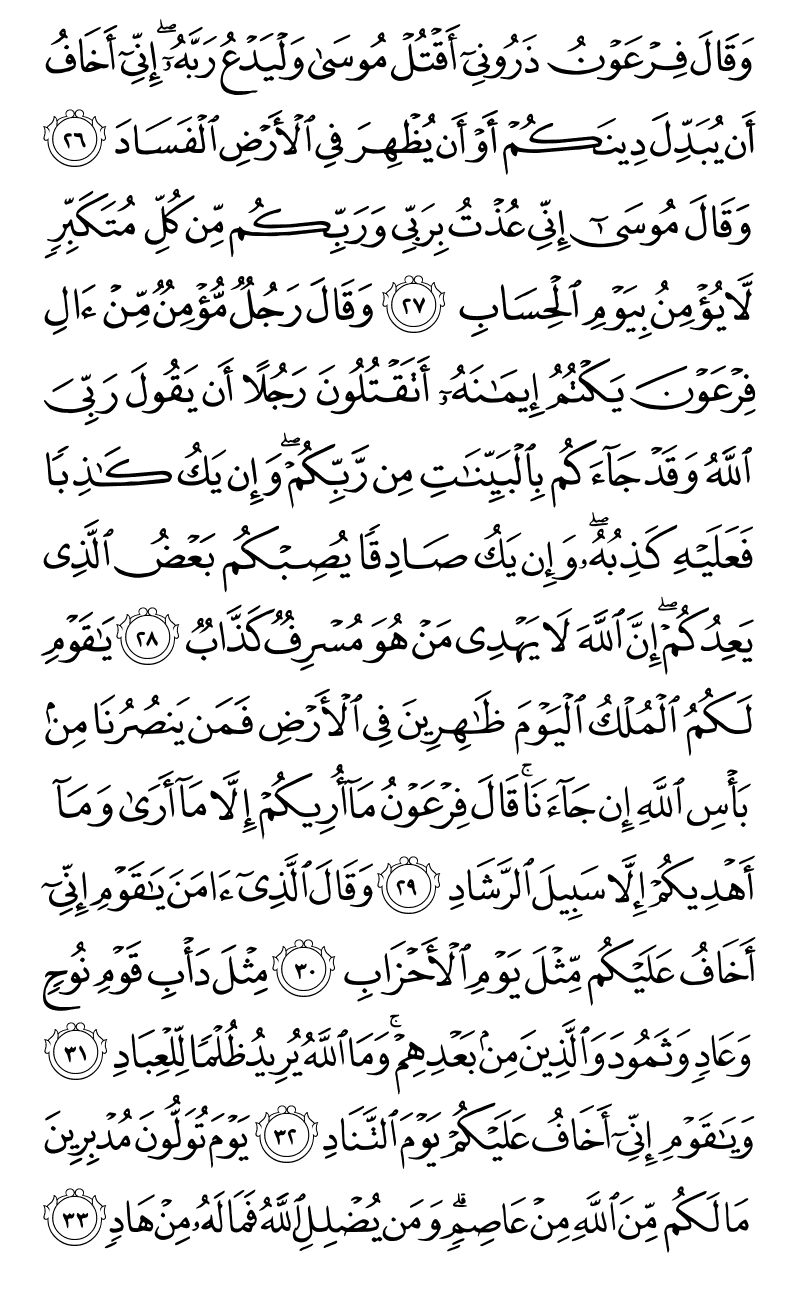 وَقَالَ فِرْعَوْنُ ذَرُونِىٓ أَقْتُلْ مُوسَىٰ وَلْيَدْعُ رَبَّهُۥٓ ۖ إِنِّىٓ أَخَافُ
أَن يُبَدِّلَ دِينَكُمْ أَوْ أَن يُظْهِرَ فِى ٱلْأَرْضِ ٱلْفَسَادَ ٢٦
وَقَالَ مُوسَىٰٓ إِنِّى عُذْتُ بِرَبِّى وَرَبِّكُم مِّن كُلِّ مُتَكَبِّرٍ
لَّا يُؤْمِنُ بِيَوْمِ ٱلْحِسَابِ ٢٧ وَقَالَ رَجُلٌ مُّؤْمِنٌ مِّنْ ءَالِ
فِرْعَوْنَ يَكْتُمُ إِيمَـٰنَهُۥٓ أَتَقْتُلُونَ رَجُلًا أَن يَقُولَ رَبِّىَ
ٱللَّهُ وَقَدْ جَآءَكُم بِٱلْبَيِّنَـٰتِ مِن رَّبِّكُمْ ۖ وَإِن يَكُ كَـٰذِبًا
فَعَلَيْهِ كَذِبُهُۥ ۖ وَإِن يَكُ صَادِقًا يُصِبْكُم بَعْضُ ٱلَّذِى
يَعِدُكُمْ ۖ إِنَّ ٱللَّهَ لَا يَهْدِى مَنْ هُوَ مُسْرِفٌ كَذَّابٌ ٢٨ يَـٰقَوْمِ
لَكُمُ ٱلْمُلْكُ ٱلْيَوْمَ ظَـٰهِرِينَ فِى ٱلْأَرْضِ فَمَن يَنصُرُنَا مِنۢ
بَأْسِ ٱللَّهِ إِن جَآءَنَا ۚ قَالَ فِرْعَوْنُ مَآ أُرِيكُمْ إِلَّا مَآ أَرَىٰ وَمَآ
أَهْدِيكُمْ إِلَّا سَبِيلَ ٱلرَّشَادِ ٢٩ وَقَالَ ٱلَّذِىٓ ءَامَنَ يَـٰقَوْمِ إِنِّىٓ
أَخَافُ عَلَيْكُم مِّثْلَ يَوْمِ ٱلْأَحْزَابِ ٣٠ مِثْلَ دَأْبِ قَوْمِ نُوحٍ
وَعَادٍ وَثَمُودَ وَٱلَّذِينَ مِنۢ بَعْدِهِمْ ۚ وَمَا ٱللَّهُ يُرِيدُ ظُلْمًا لِّلْعِبَادِ ٣١
وَيَـٰقَوْمِ إِنِّىٓ أَخَافُ عَلَيْكُمْ يَوْمَ ٱلتَّنَادِ ٣٢ يَوْمَ تُوَلُّونَ مُدْبِرِينَ
مَا لَكُم مِّنَ ٱللَّهِ مِنْ عَاصِمٍ ۗ وَمَن يُضْلِلِ ٱللَّهُ فَمَا لَهُۥ مِنْ هَادٍ ٣٣